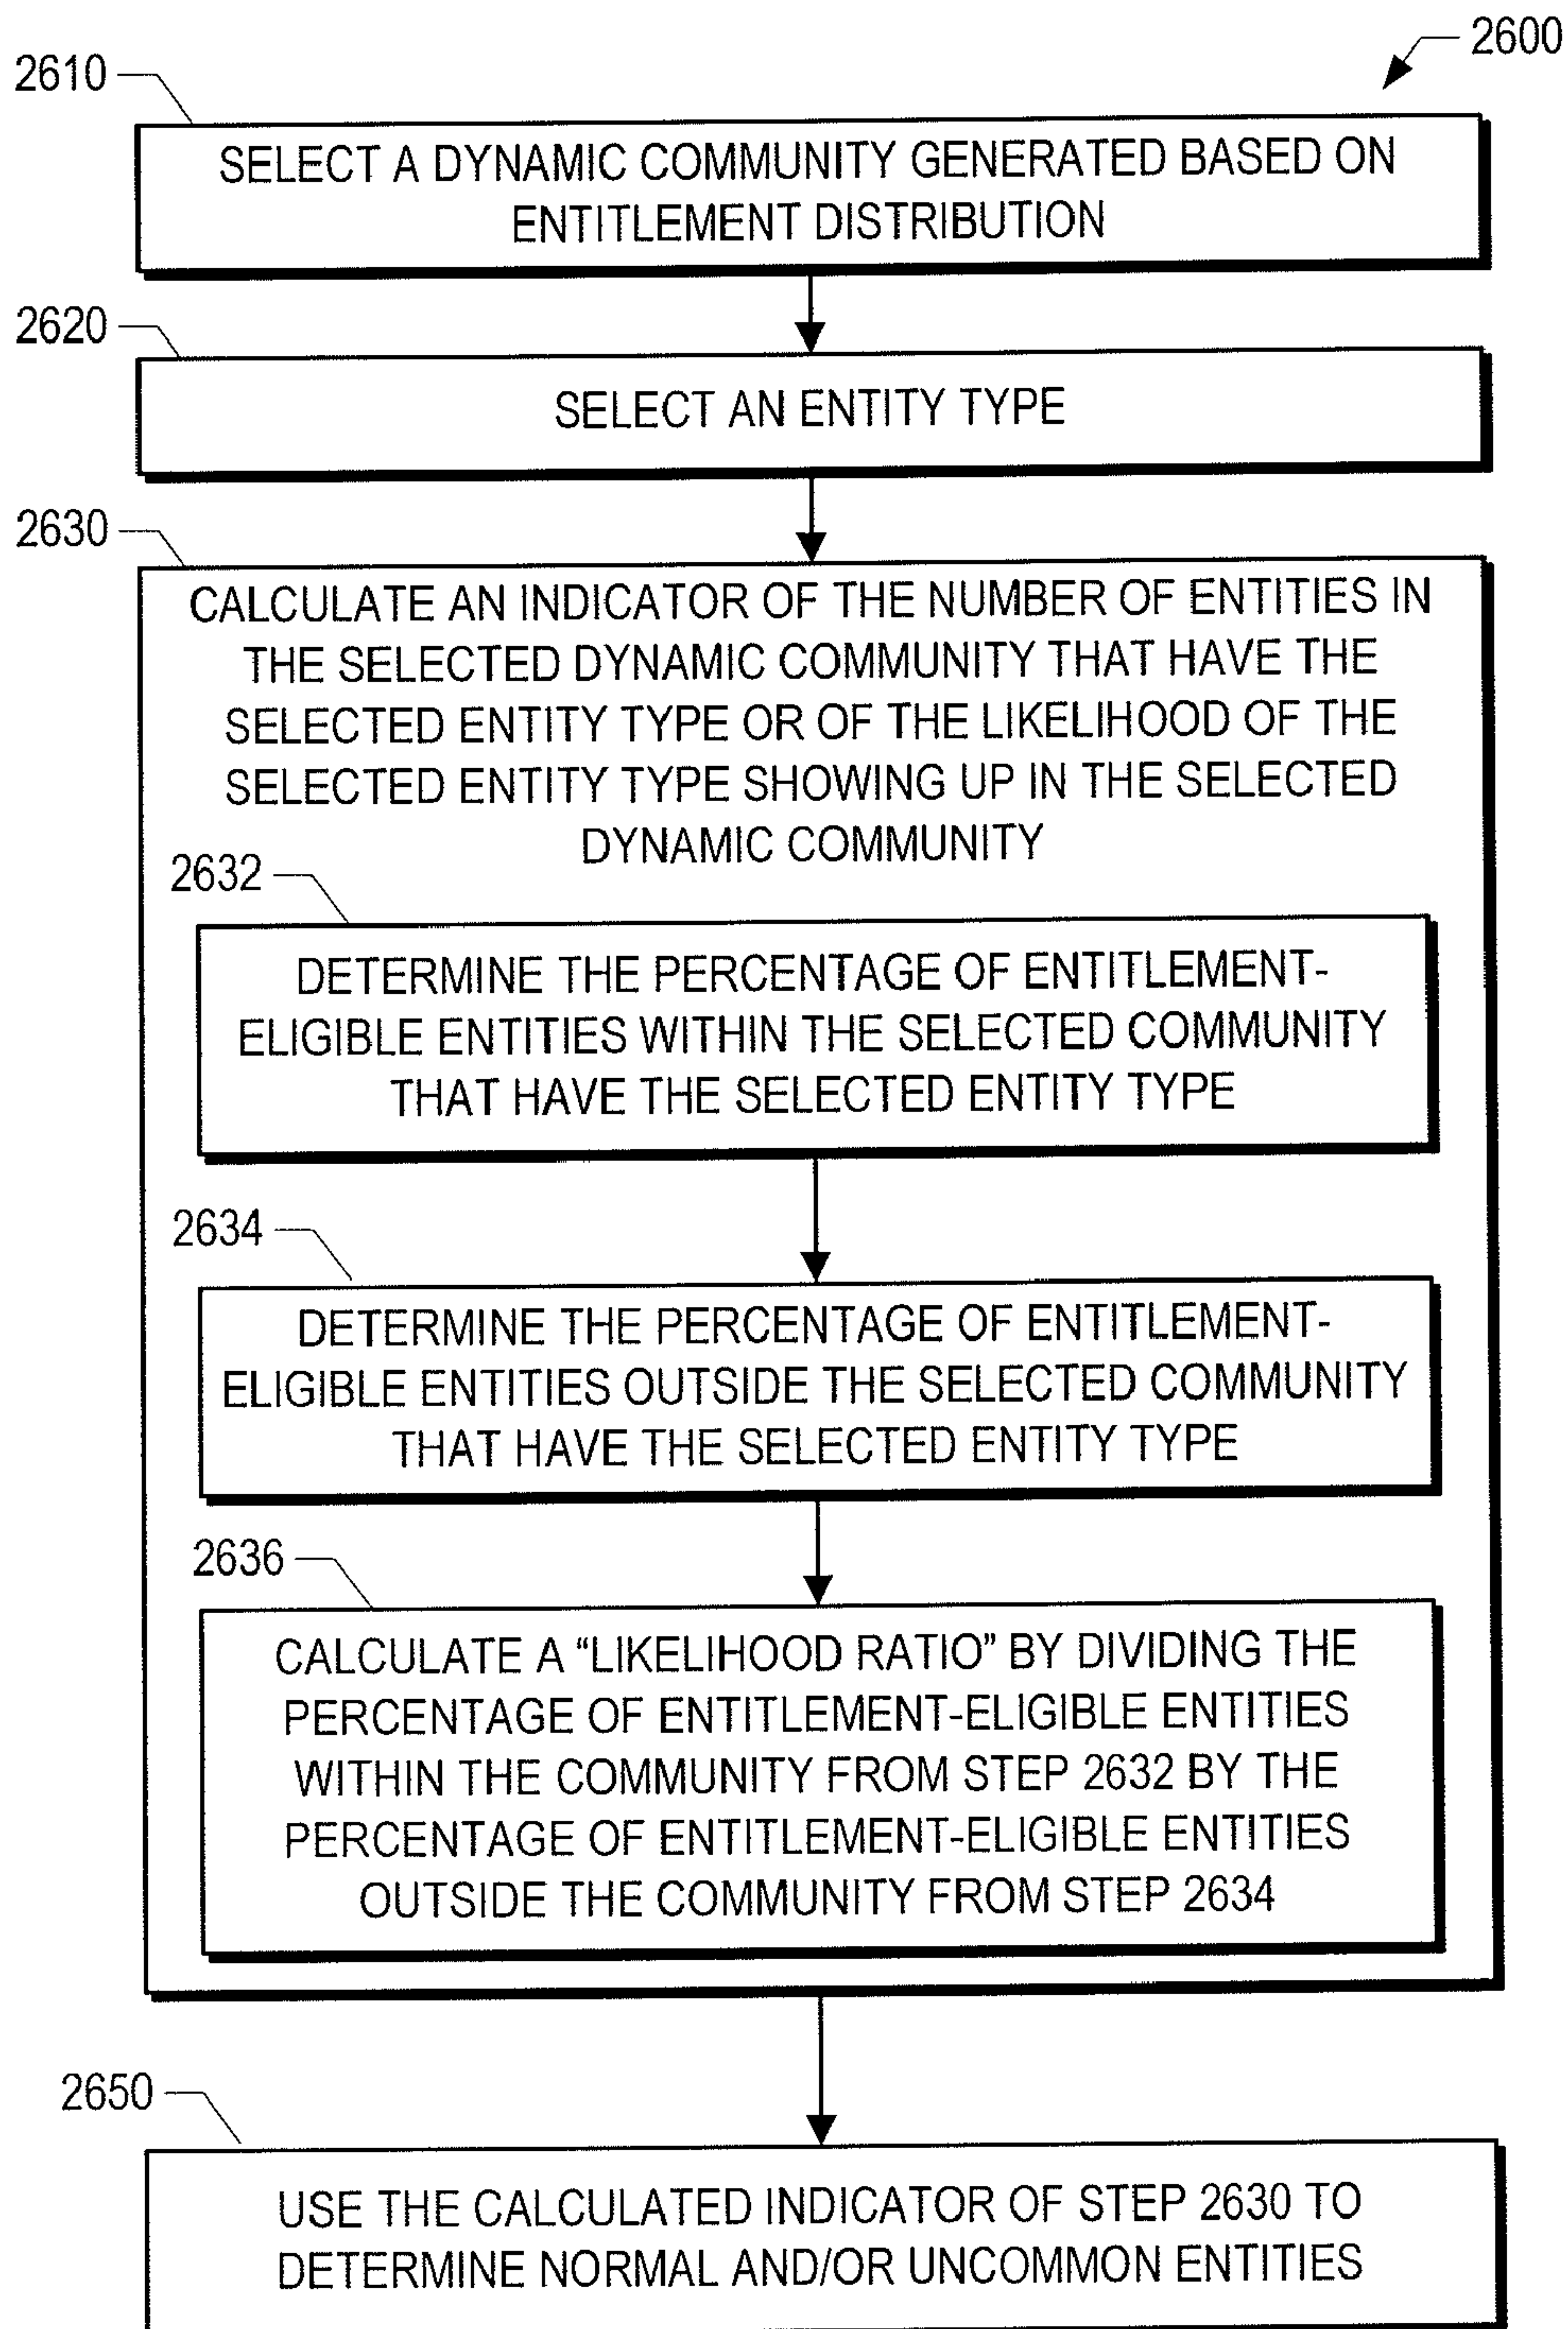 2600
2610
SELECT A DYNAMIC COMMUNITY GENERATED BASED ON
ENTITLEMENT DISTRIBUTION
2620
SELECT AN ENTITY TYPE
2630
CALCULATE AN INDICATOR OF THE NUMBER OF ENTITIES IN
THE SELECTED DYNAMIC COMMUNITY THAT HAVE THE
SELECTED ENTITY TYPE OR OF THE LIKELIHOOD OF THE
SELECTED ENTITY TYPE SHOWING UP IN THE SELECTED
DYNAMIC COMMUNITY
2632
DETERMINE THE PERCENTAGE OF ENTITLEMENT-
ELIGIBLE ENTITIES WITHIN THE SELECTED COMMUNITY
THAT HAVE THE SELECTED ENTITY TYPE
2634
DETERMINE THE PERCENTAGE OF ENTITLEMENT-
ELIGIBLE ENTITIES OUTSIDE THE SELECTED COMMUNITY
THAT HAVE THE SELECTED ENTITY TYPE
2636
CALCULATE A “LIKELIHOOD RATIO” BY DIVIDING THE
PERCENTAGE OF ENTITLEMENT-ELIGIBLE ENTITIES
WITHIN THE COMMUNITY FROM STEP 2632 BY THE
PERCENTAGE OF ENTITLEMENT-ELIGIBLE ENTITIES
OUTSIDE THE COMMUNITY FROM STEP 2634
2650
USE THE CALCULATED INDICATOR OF STEP 2630 TO
DETERMINE NORMAL AND/OR UNCOMMON ENTITIES